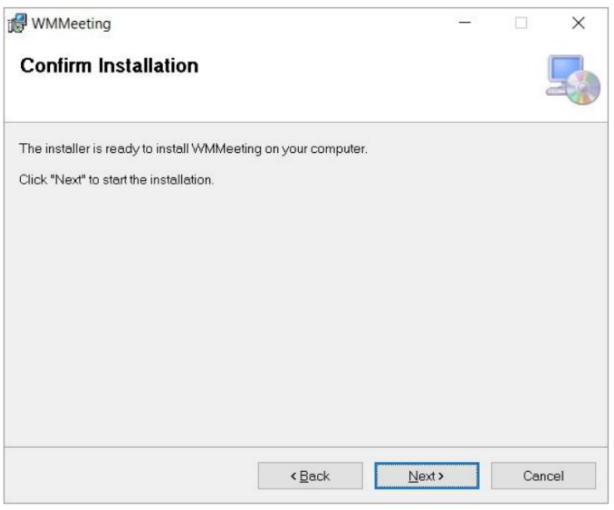 WMMeeting
Confirm Installation
The installer is ready to install WMMeeting on your computer.
Click "Next" to start the installation.
< Back Next > Cancel